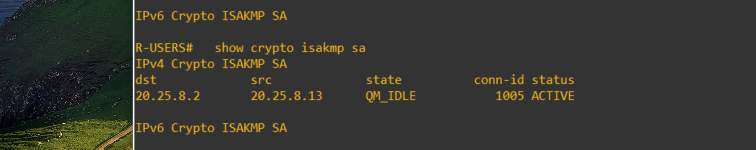 IPv6 Crypto ISAKMP SA
R-USERS#   show crypto isakmp sa
IPv4 Crypto ISAKMP SA
dst             src             state          conn-id status
20.25.8.2       20.25.8.13      QM_IDLE           1005 ACTIVE
IPv6 Crypto ISAKMP SA